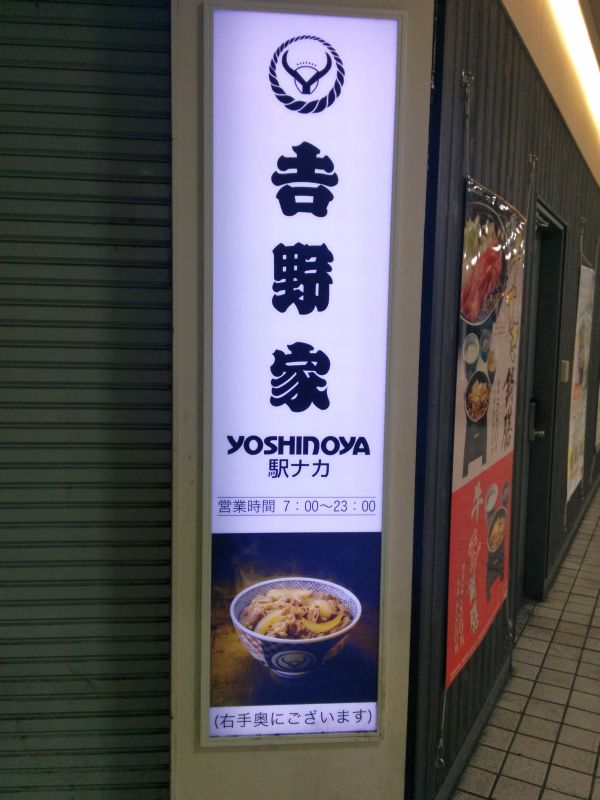 吉野家
YOSHINOYA
駅ナカ
営業時間 7：00〜23：00
(右手奥にございます)